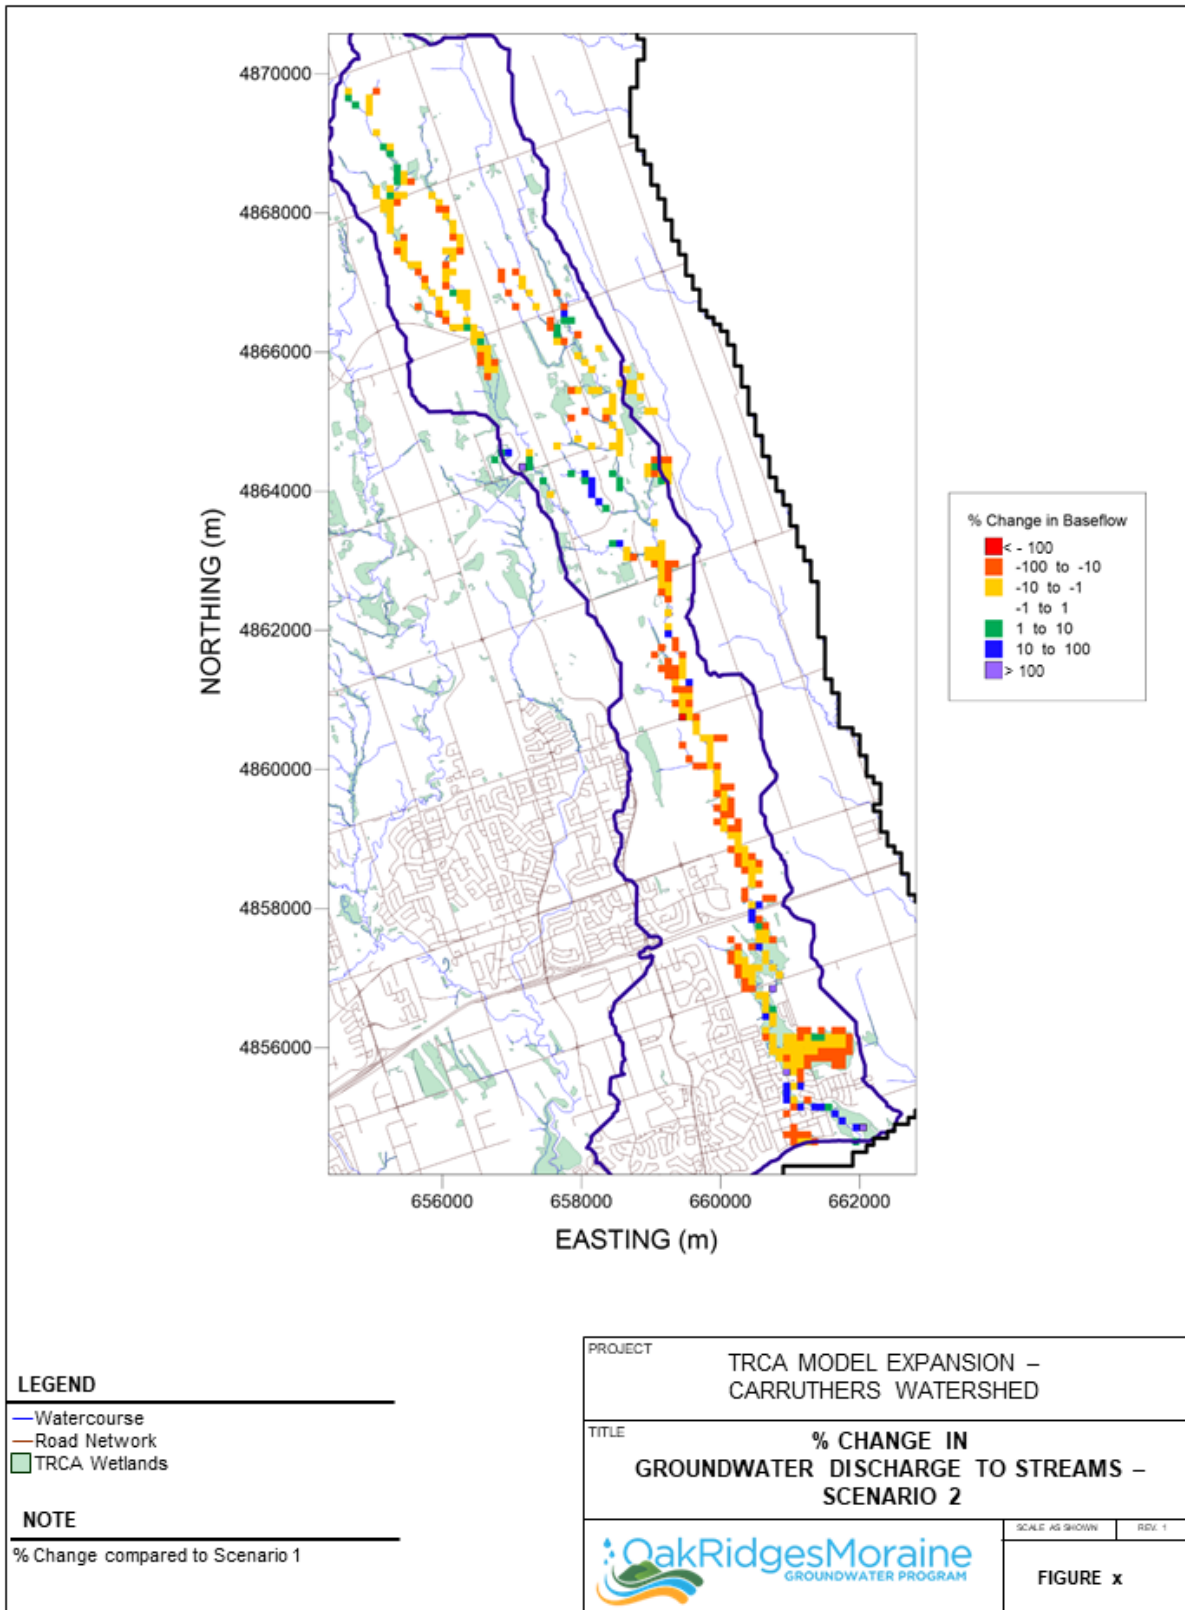 4870000
4868000
4866000
4864000
4862000
4860000
4858000
4856000
NORTHING (m)
656000 658000 660000 662000
EASTING (m)
% Change in Baseflow
< - 100
-100 to -10
-10 to -1
-1 to 1
1 to 10
10 to 100
> 100
LEGEND
Watercourse
Road Network
TRCA Wetlands
NOTE
% Change compared to Scenario 1
PROJECT
TRCA MODEL EXPANSION –
CARRUTHERS WATERSHED
TITLE
% CHANGE IN
GROUNDWATER DISCHARGE TO STREAMS –
SCENARIO 2
OakRidgesMoraine
GROUNDWATER PROGRAM
SCALE AS SHOWN
REV. 1
FIGURE x